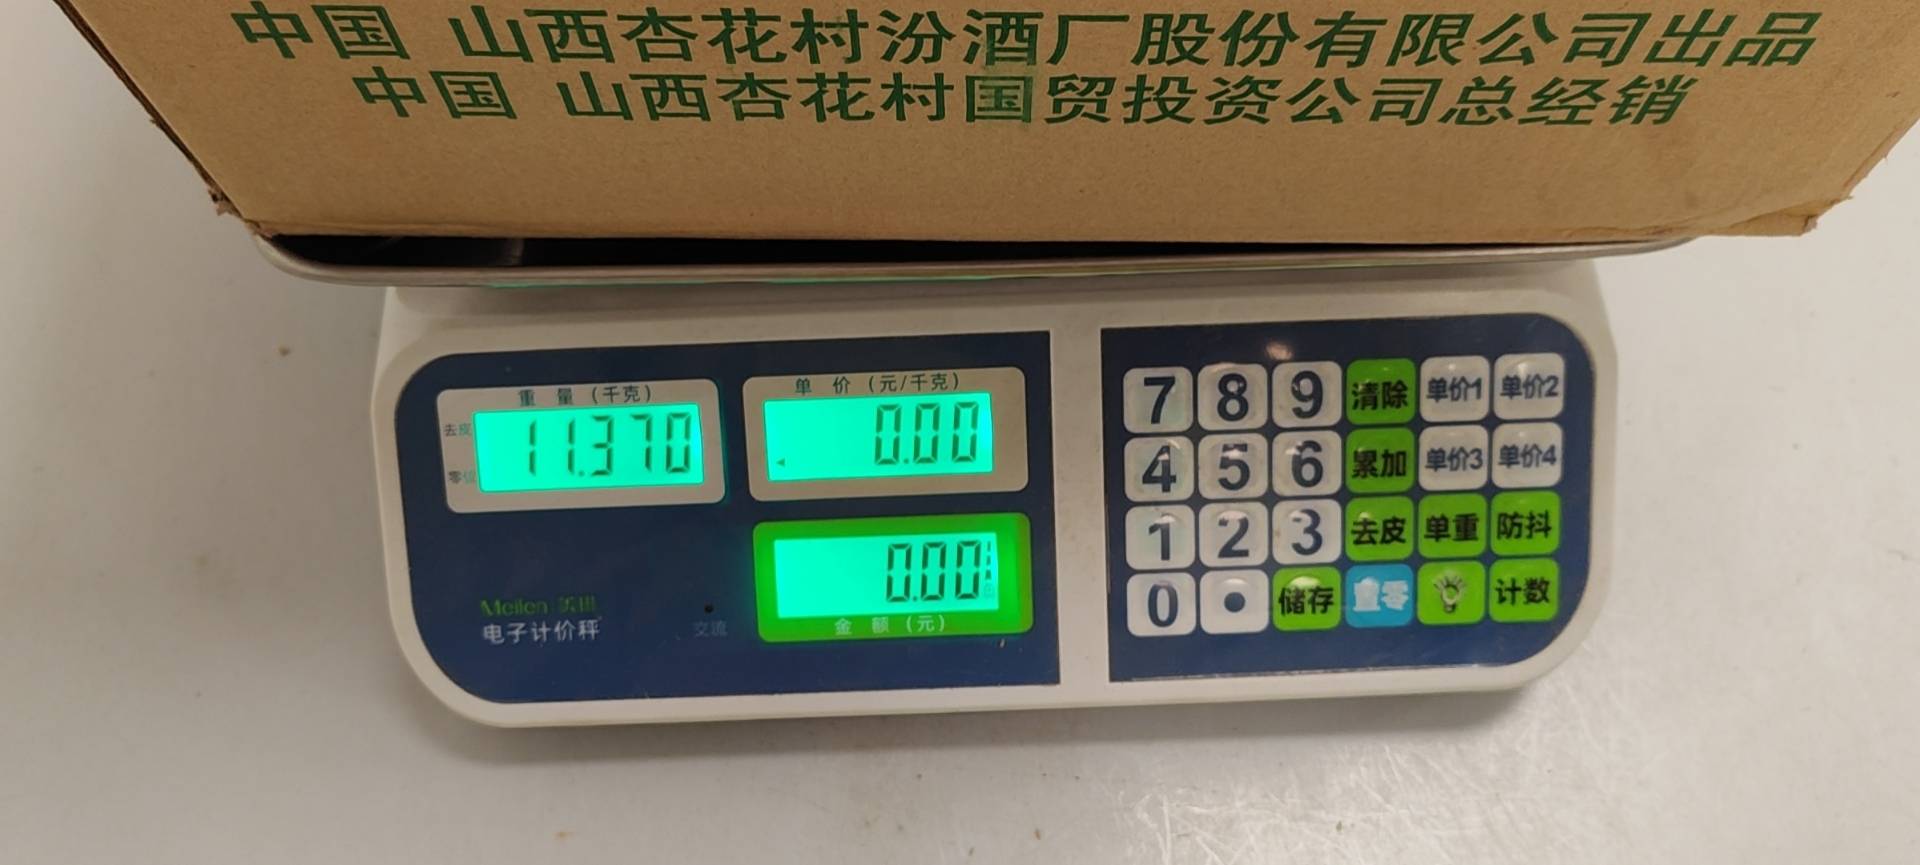 中国 山西杏花村汾酒厂股份有限公司出品
中国 山西杏花村国贸投资公司总经销
重 量 (千克)
去皮
零位
11.370
单 价 (元/千克)
0.00
0.00
金 额 (元)
Meilen
电子计价秤
交流
7 8 9 清除 单价1 单价2
4 5 6 累加 单价3 单价4
1 2 3 去皮 单重 防抖
0 • 储存 置零 计数